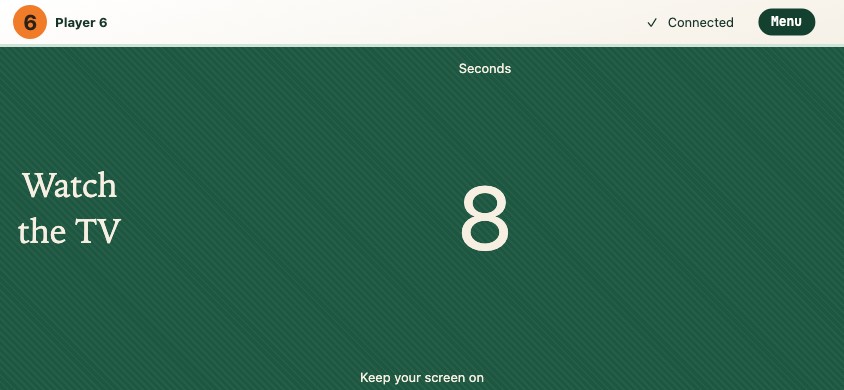 6 Player 6
✓ Connected
Menu
Seconds
Watch
the TV
8
Keep your screen on